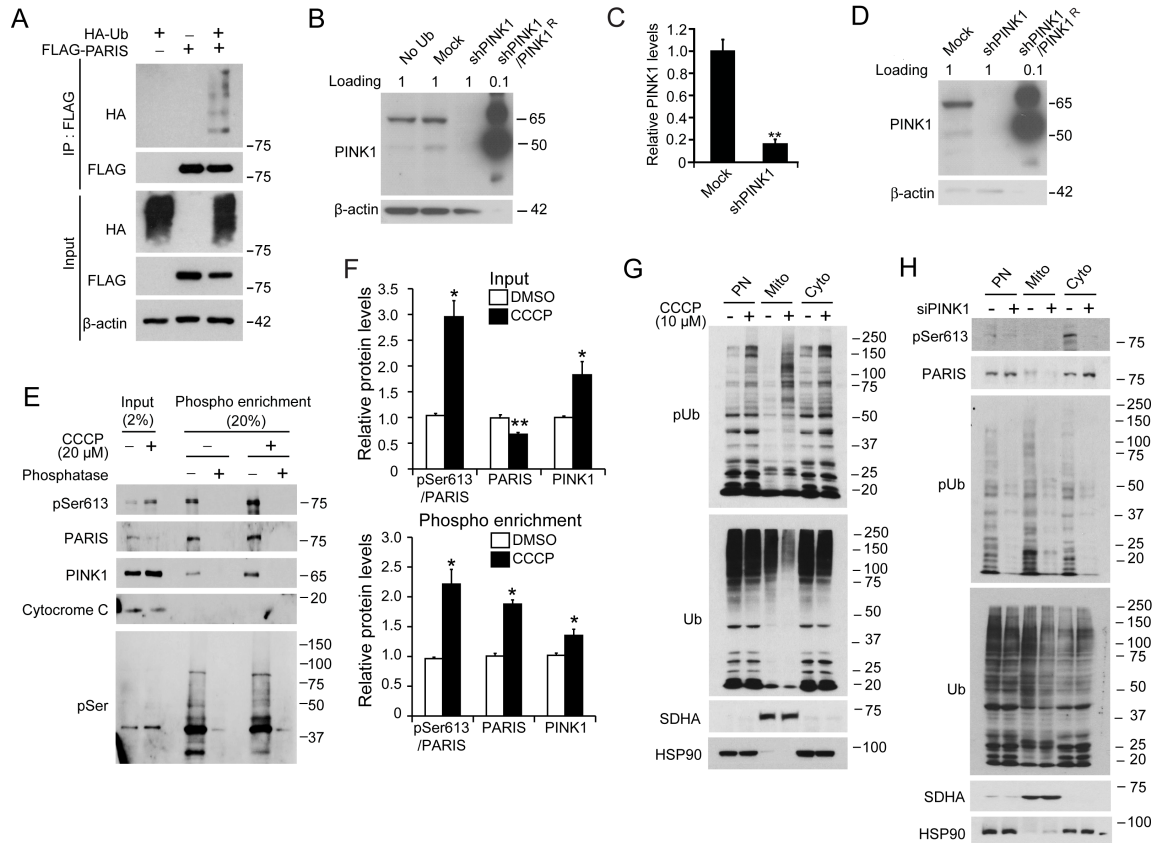 A
HA-Ub + – +
FLAG-PARIS – + +
IP : FLAG
HA
–75
FLAG
–75
Input
HA
–75
FLAG
–75
β-actin
–42
B
No Ub Mock shPINK1 shPINK1/PINK1 R
Loading 1 1 1 0.1
PINK1
– 65
– 50
β-actin
– 42
C
Relative PINK1 levels
1.2
1.0
0.8
0.6
0.4
0.2
0
**
Mock shPINK1
D
Mock shPINK1 shPINK1/PINK1 R
Loading 1 1 0.1
PINK1
–65
–50
β-actin
–42
E
Input Phospho enrichment
(2%) (20%)
CCCP – + – +
(20 µM)
Phosphatase – + – +
pSer613
–75
PARIS
–75
PINK1
–65
–20
Cytocrome C
–150
–100
–75
–50
pSer
–37
F
Input
DMSO
CCCP
Relative protein levels
3.5
3.0
2.5
2.0
1.5
1.0
0.5
0
* ** *
pSer613 PARIS PINK1
/PARIS
Phospho enrichment
DMSO
CCCP
Relative protein levels
3.0
2.5
2.0
1.5
1.0
0.5
0
* * *
pSer613 PARIS PINK1
/PARIS
G
PN Mito Cyto
CCCP - + - + - +
(10 µM)
– 250
– 150
– 100
– 75
pUb
– 50
– 37
– 25
– 20
– 250
– 150
– 100
– 75
– 50
Ub
– 37
– 25
– 20
–75
SDHA
–100
HSP90
H
PN Mito Cyto
siPINK1 - + - + - +
pSer613
– 75
PARIS
– 75
250
150
100
75
pUb
50
37
25
20
250
150
100
75
Ub
50
37
25
20
– 75
SDHA
–100
HSP90